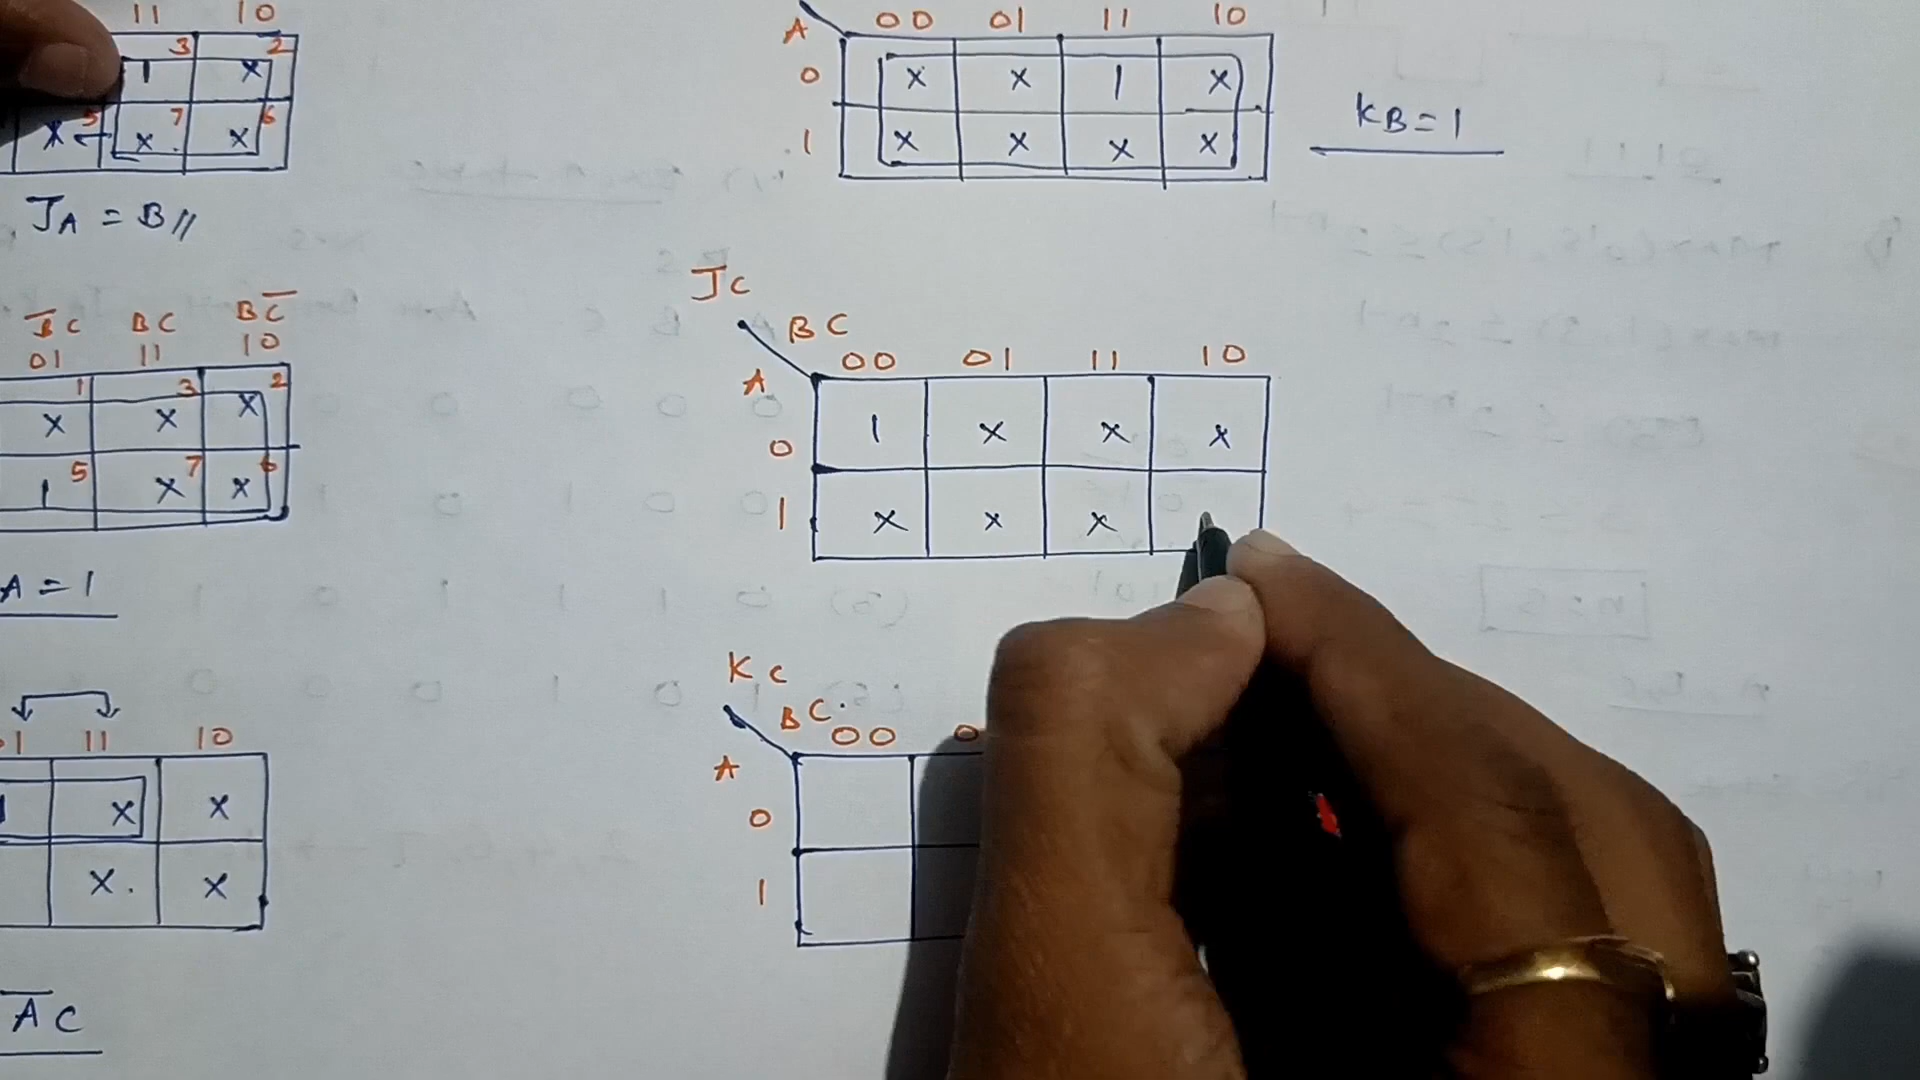 11 10
3 2
1 x
5 7 6
x x x
JA = B//
B̅C BC BC̅
01 11 10
1 3 2
x x x
5 7 6
1 x x
A = 1
1 11 10
x x
x x
A̅C
A 00 01 11 10
0 x x 1 x
1 x x x x
KB = 1
JC
BC
00 01 11 10
A
0 1 x x x
1 x x x
KC
BC
00 0
A
0
1